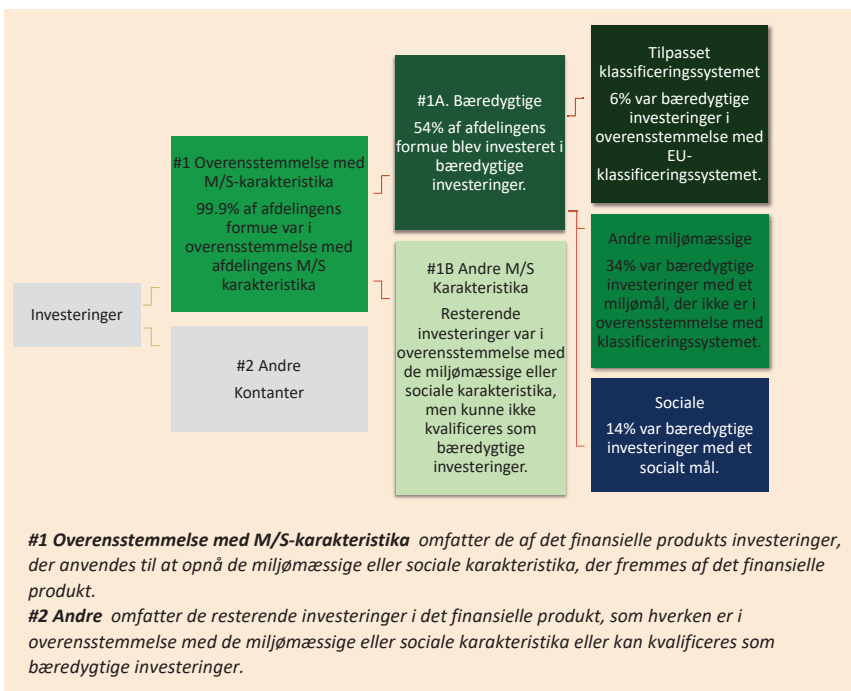 Investeringer
#1 Overensstemmelse med
M/S-karakteristika
99.9% af afdelingens
formue var i
overensstemmelse med
afdelingens M/S
karakteristika
#2 Andre
Kontanter
#1A. Bæredygtige
54% af afdelingens
formue blev investeret i
bæredygtige
investeringer.
#1B Andre M/S
Karakteristika
Resterende
investeringer var i
overensstemmelse med
de miljømæssige eller
sociale karakteristika,
men kunne ikke
kvalificeres som
bæredygtige
investeringer.
Tilpasset
klassificeringssystemet
6% var bæredygtige
investeringer i
overensstemmelse med
EU-
klassificeringssystemet.
Andre miljømæssige
34% var bæredygtige
investeringer med et
miljømål, der ikke er i
overensstemmelse med
klassificeringssystemet.
Sociale
14% var bæredygtige
investeringer med et
socialt mål.
#1 Overensstemmelse med M/S-karakteristika omfatter de af det finansielle produkts investeringer,
der anvendes til at opnå de miljømæssige eller sociale karakteristika, der fremmes af det finansielle
produkt.
#2 Andre omfatter de resterende investeringer i det finansielle produkt, som hverken er i
overensstemmelse med de miljømæssige eller sociale karakteristika eller kan kvalificeres som
bæredygtige investeringer.